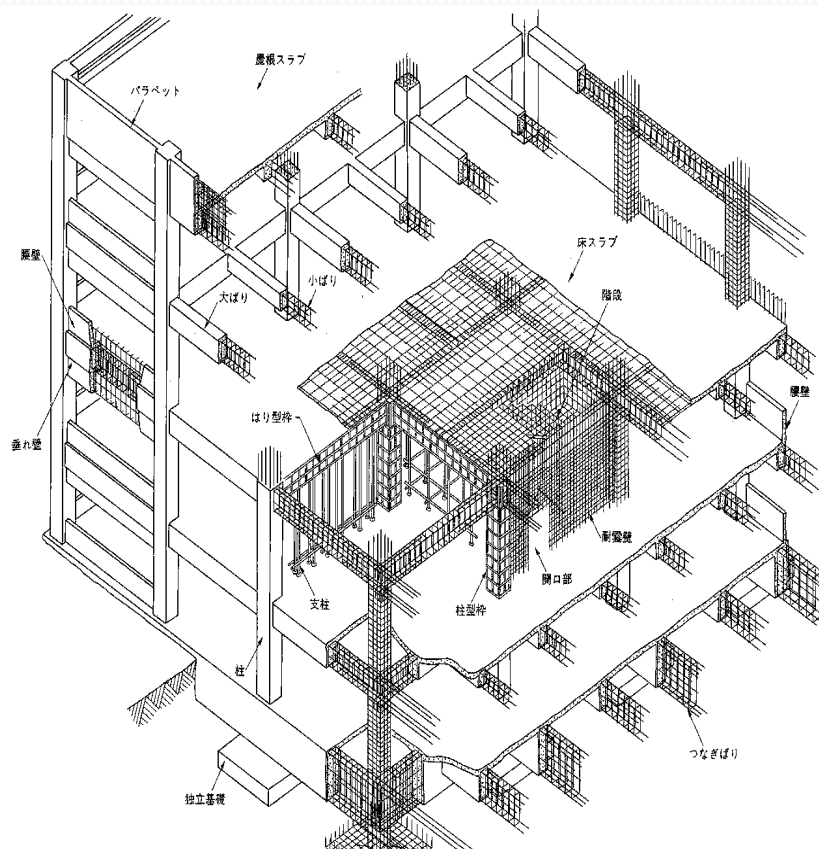 屋根スラブ
パラペット
腰壁
床スラブ
階段
小ばり
大ばり
腰壁
はり型枠
垂れ壁
耐震壁
開口部
支柱
柱型枠
柱
つなぎばり
独立基礎